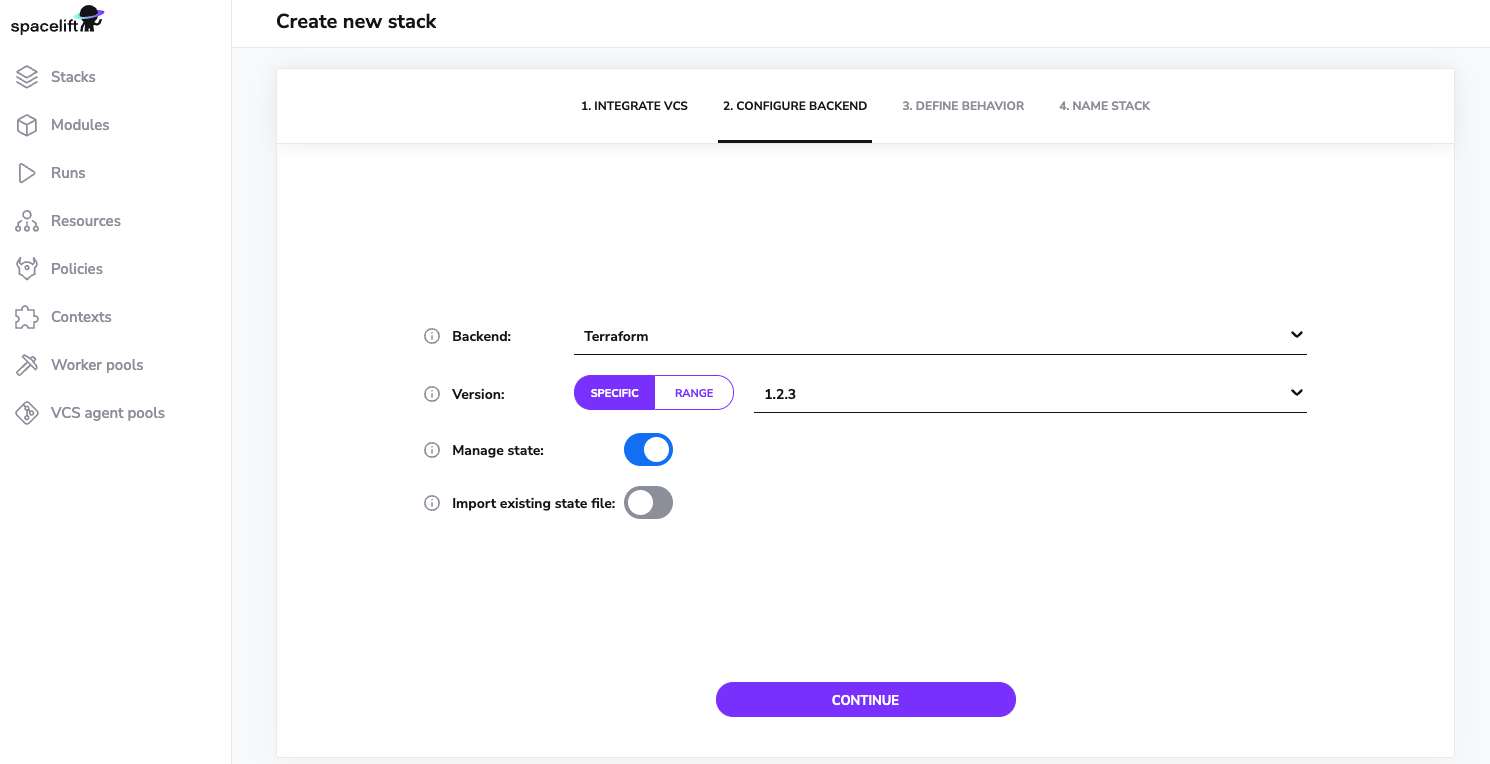 spacelift
Create new stack
Stacks
Modules
Runs
Resources
Policies
Contexts
Worker pools
VCS agent pools
1. INTEGRATE VCS
2. CONFIGURE BACKEND
3. DEFINE BEHAVIOR
4. NAME STACK
Backend:
Terraform
Version:
SPECIFIC
RANGE
1.2.3
Manage state:
Import existing state file:
CONTINUE